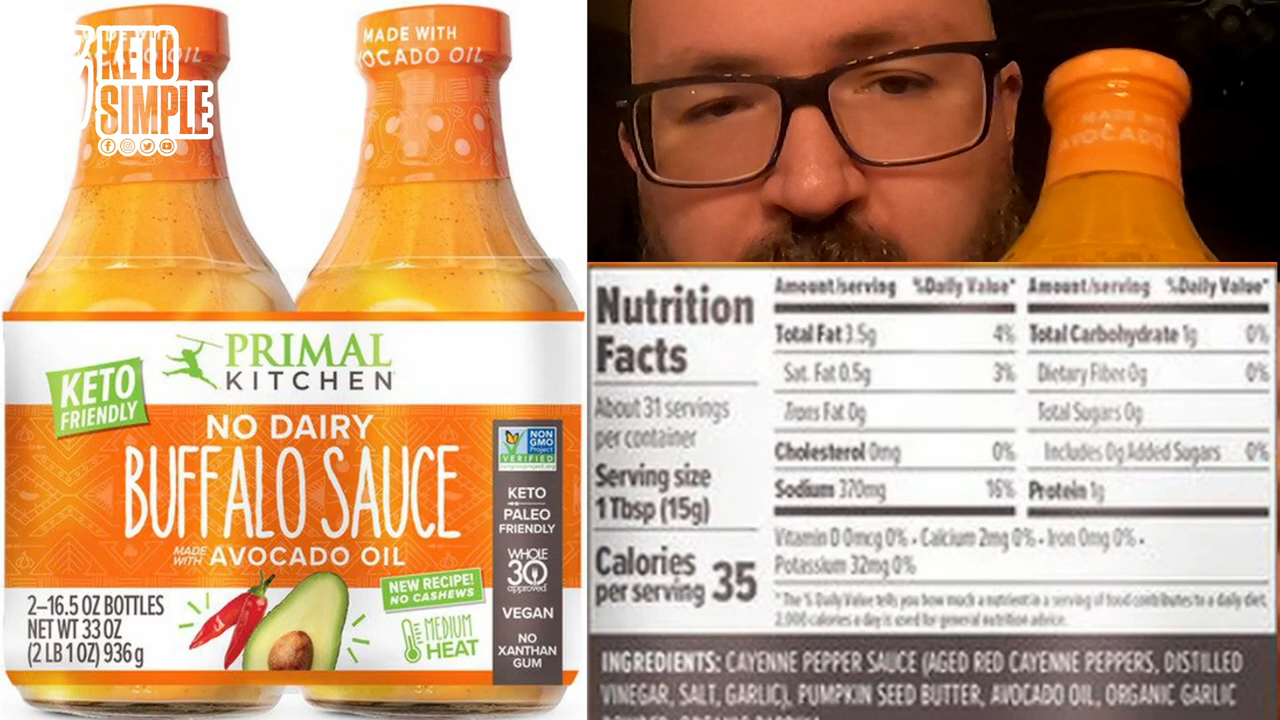 KETO
SIMPLE
MADE WITH
AVOCADO OIL
MADE WITH
AVOCADO
PRIMAL
KITCHEN
KETO
FRIENDLY
NO DAIRY
BUFFALO SAUCE
MADE WITH AVOCADO OIL
NON
GMO
Project
VERIFIED
nongmoproject.org
KETO
PALEO
FRIENDLY
WHOLE
30
approved
VEGAN
NO
XANTHAN
GUM
NEW RECIPE!
NO CASHEWS
MEDIUM
HEAT
2–16.5 OZ BOTTLES
NET WT 33 OZ
(2 LB 1 OZ) 936 g
Nutrition
Facts
About 31 servings
per container
Serving size
1 Tbsp (15g)
Calories
per serving 35
Amount/serving %Daily Value*
Total Fat 3.5g 4%
Sat. Fat 0.5g 3%
Trans Fat 0g
Cholesterol 0mg 0%
Sodium 370mg 16%
Amount/serving %Daily Value*
Total Carbohydrate 1g 0%
Dietary Fiber 0g 0%
Total Sugars 0g
Includes 0g Added Sugars 0%
Protein 1g
Vitamin D 0mcg 0% • Calcium 2mg 0% • Iron 0mg 0% •
Potassium 32mg 0%
* The % Daily Value tells you how much a nutrient in a serving of food contributes to a daily diet.
2,000 calories a day is used for general nutrition advice.
INGREDIENTS: CAYENNE PEPPER SAUCE (AGED RED CAYENNE PEPPERS, DISTILLED
VINEGAR, SALT, GARLIC), PUMPKIN SEED BUTTER, AVOCADO OIL, ORGANIC GARLIC